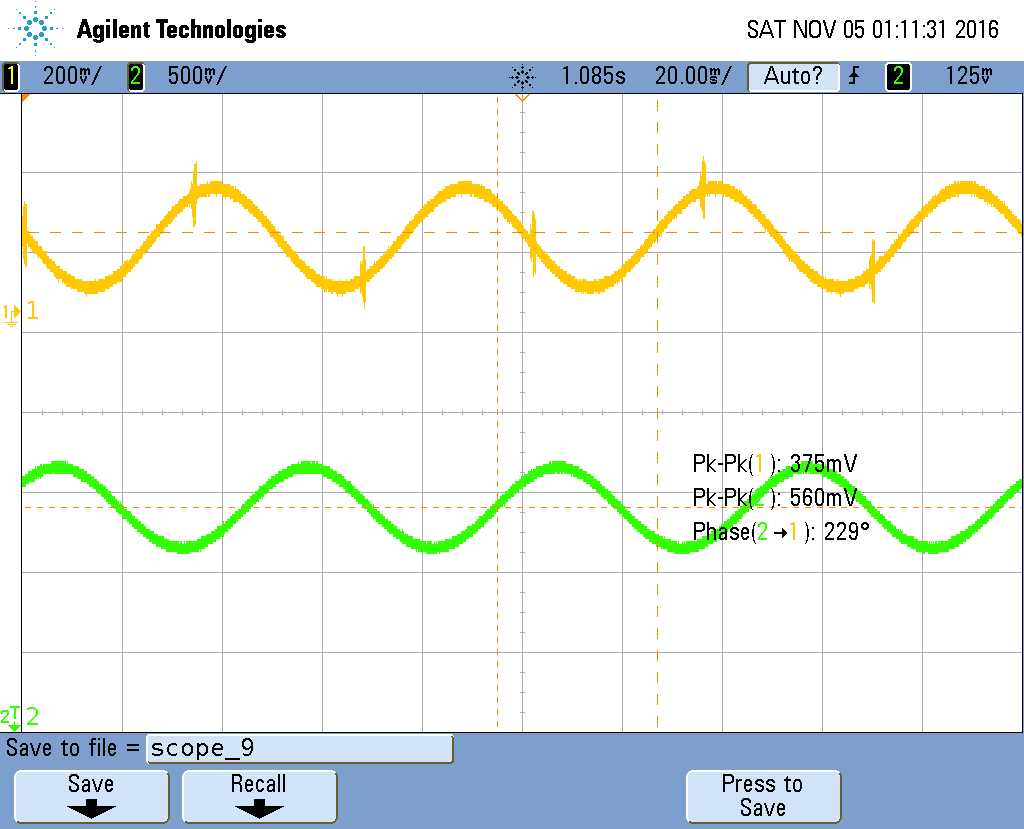 Agilent Technologies SAT NOV 05 01:11:31 2016
1 200mV/ 2 500mV/ 1.085s 20.00ms/ Auto? 2 125mV
1 1
Pk-Pk(1): 375mV
Pk-Pk(2): 560mV
Phase(2→1): 229°
2 2
Save to file = scope_9
Save Recall Press to
Save